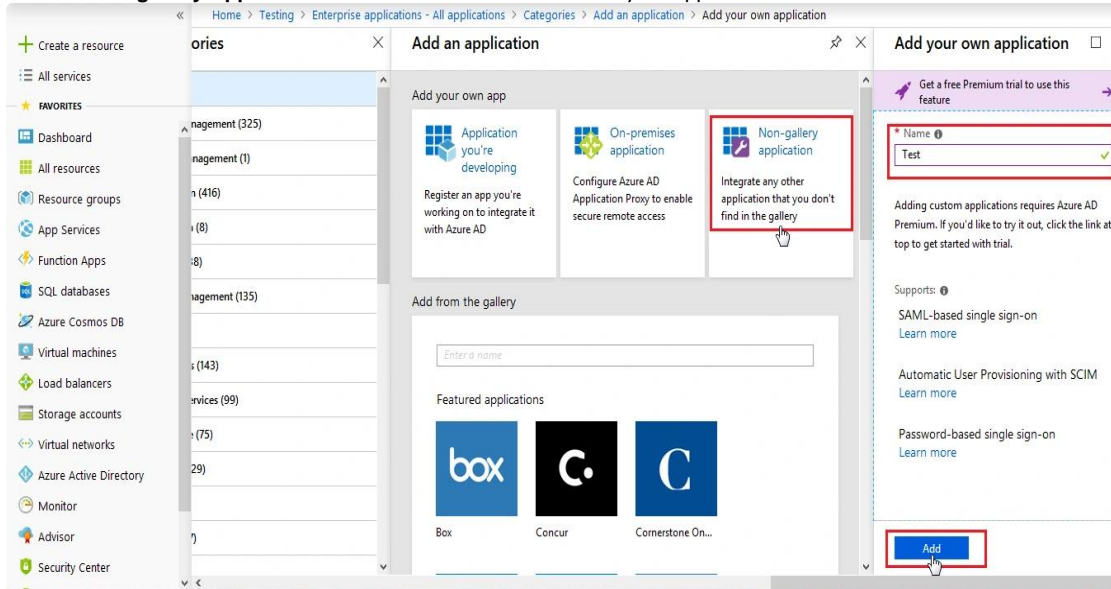 Home > Testing > Enterprise applications - All applications > Categories > Add an application > Add your own application
Create a resource
All services
FAVORITES
Dashboard
All resources
Resource groups
App Services
Function Apps
SQL databases
Azure Cosmos DB
Virtual machines
Load balancers
Storage accounts
Virtual networks
Azure Active Directory
Monitor
Advisor
Security Center
ories
nagement (325)
nagement (1)
n (416)
(8)
8)
nagement (135)
s (143)
ervices (99)
(75)
29)
Add an application
Add your own app
Application
you're
developing
Register an app you're
working on to integrate it
with Azure AD
On-premises
application
Configure Azure AD
Application Proxy to enable
secure remote access
Non-gallery
application
Integrate any other
application that you don't
find in the gallery
Add from the gallery
Enter a name
Featured applications
box
C.
C
Box
Concur
Cornerstone On...
Add your own application
Get a free Premium trial to use this
feature
* Name
Test
Adding custom applications requires Azure AD
Premium. If you'd like to try it out, click the link at
top to get started with trial.
Supports:
SAML-based single sign-on
Learn more
Automatic User Provisioning with SCIM
Learn more
Password-based single sign-on
Learn more
Add